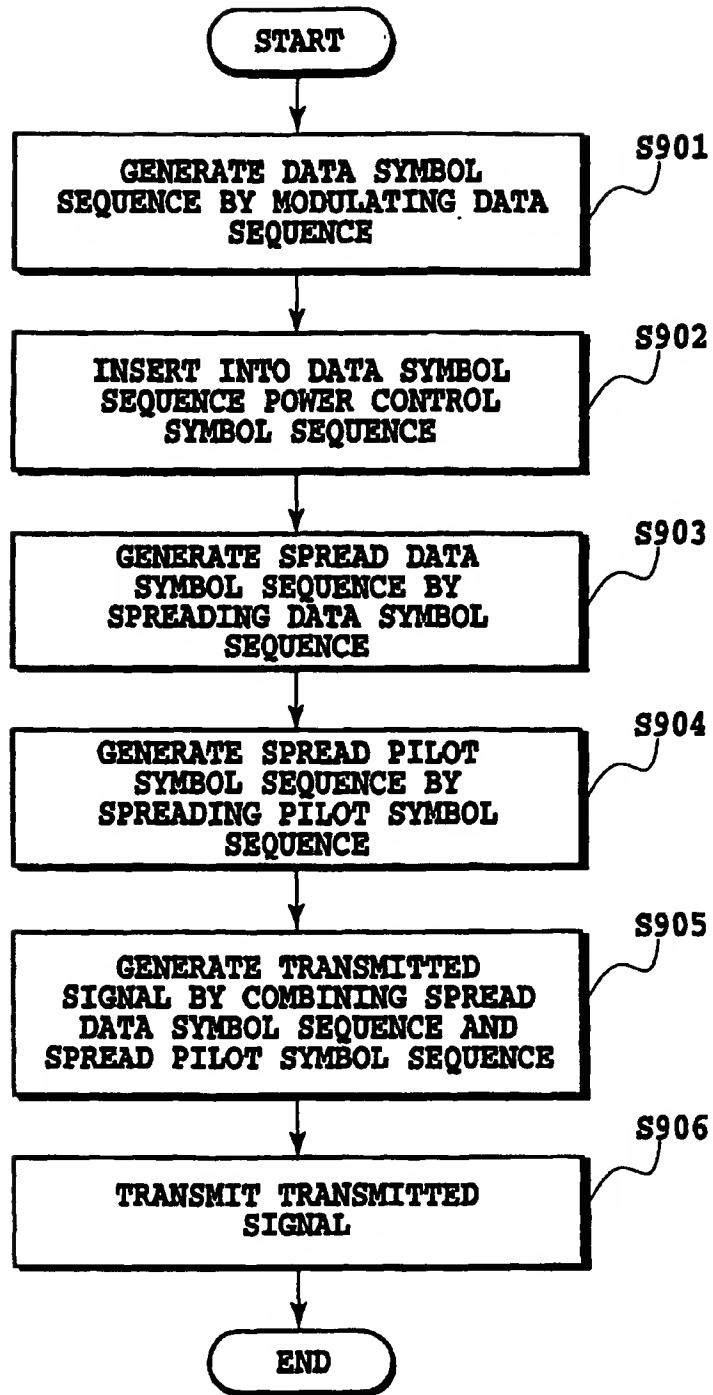 START
S901
GENERATE DATA SYMBOL
SEQUENCE BY MODULATING DATA
SEQUENCE
S902
INSERT INTO DATA SYMBOL
SEQUENCE POWER CONTROL
SYMBOL SEQUENCE
S903
GENERATE SPREAD DATA
SYMBOL SEQUENCE BY
SPREADING DATA SYMBOL
SEQUENCE
S904
GENERATE SPREAD PILOT
SYMBOL SEQUENCE BY
SPREADING PILOT SYMBOL
SEQUENCE
S905
GENERATE TRANSMITTED
SIGNAL BY COMBINING SPREAD
DATA SYMBOL SEQUENCE AND
SPREAD PILOT SYMBOL SEQUENCE
S906
TRANSMIT TRANSMITTED
SIGNAL
END